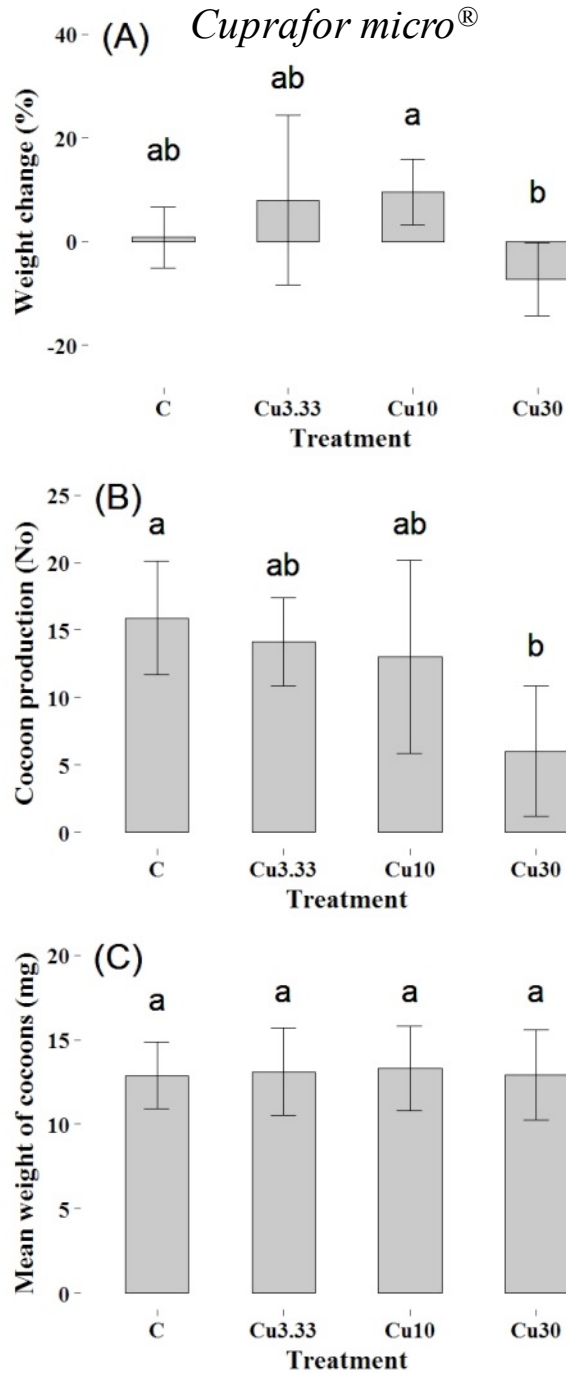 Cuprafor micro®
(A)
Weight change (%)
40
20
0
-20
ab
ab
a
b
C Cu3.33 Cu10 Cu30
Treatment
(B)
Cocoon production (No)
25
20
15
10
5
0
a
ab
ab
b
C Cu3.33 Cu10 Cu30
Treatment
(C)
Mean weight of cocoons (mg)
20
15
10
5
0
a
a
a
a
C Cu3.33 Cu10 Cu30
Treatment